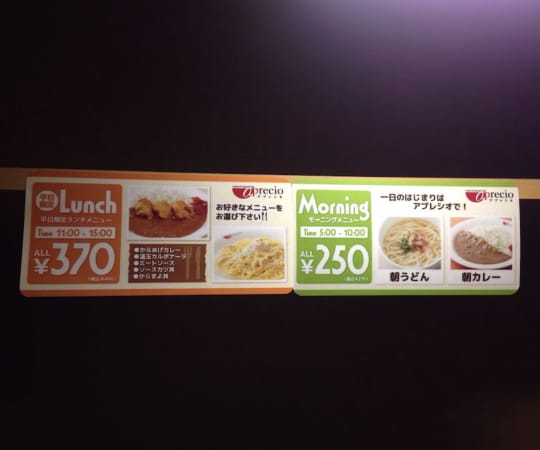 平日限定
Lunch
平日限定ランチメニュー
Time 11:00 - 15:00
ALL ¥370
●からあげカレー
●温玉カルボナーラ
●ミートソース
●ソースカツ丼
●からマヨ丼
aprecio
アプレシオ
お好きなメニューを
お選び下さい!!
Morning
モーニングメニュー
Time 5:00 - 10:00
ALL ¥250
一日のはじまりは
アプレシオで!
aprecio
アプレシオ
朝うどん
朝カレー